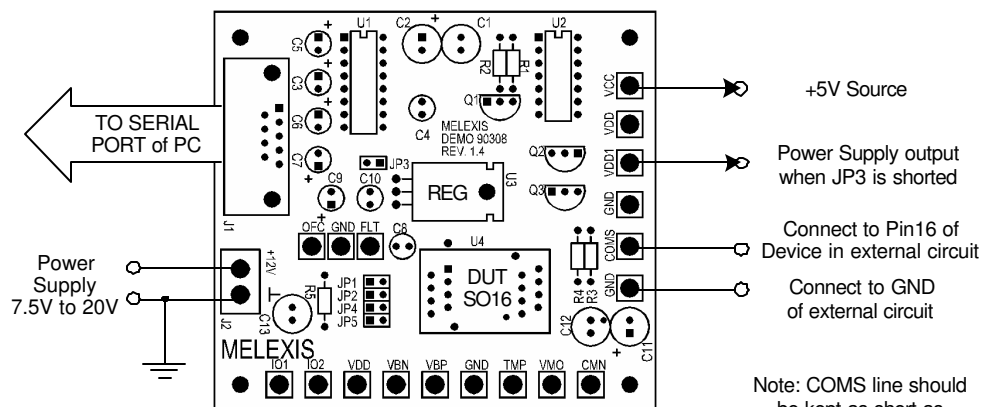 U1
C2
+
C1
U2
C5
+
C3
+
C6
+
C7
+
R2
R1
Q1
C4
MELEXIS
DEMO 90308
REV. 1.4
VCC
+5V Source
VDD
TO SERIAL
PORT of PC
JP3
Q2
VDD1
Power Supply output
when JP3 is shorted
C9
+
C10
REG
U3
Q3
GND
J1
OFC
GND
FLT
C8
U4
COMS
Connect to Pin16 of
Device in external circuit
Power
Supply
7.5V to 20V
+12V
J2
JP1
JP2
JP4
JP5
R5
DUT
SO16
R4
R3
GND
Connect to GND
of external circuit
C13
C12
C11
+
MELEXIS
IO1
IO2
VDD
VBN
VBP
GND
TMP
VMO
CMN
Note: COMS line should
be kept as short as